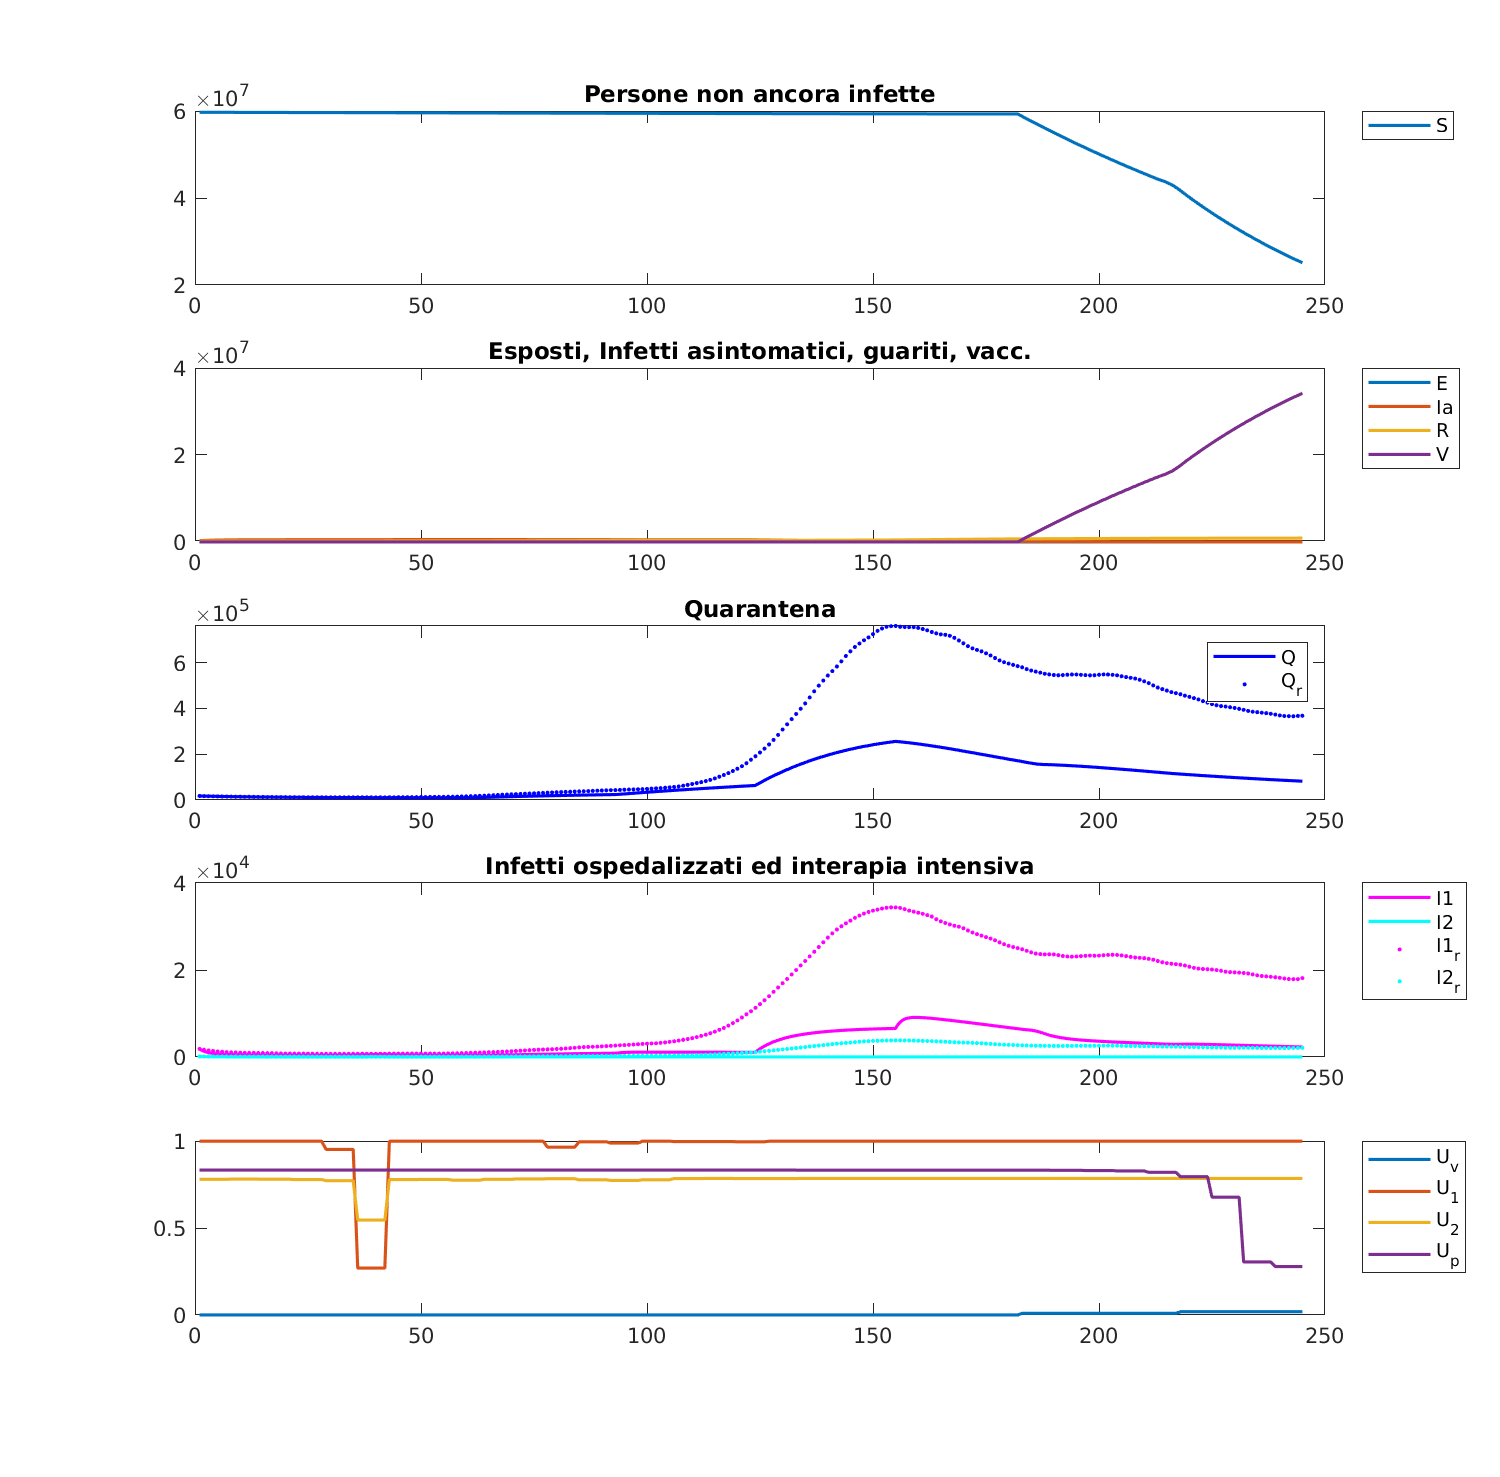 Persone non ancora infette
×10^7
6
4
2
0 50 100 150 200 250
S
Esposti, Infetti asintomatici, guariti, vacc.
×10^7
4
2
0
0 50 100 150 200 250
E
Ia
R
V
Quarantena
×10^5
6
4
2
0
0 50 100 150 200 250
Q
Q_r
Infetti ospedalizzati ed interapia intensiva
×10^4
4
2
0
0 50 100 150 200 250
I1
I2
I1_r
I2_r
1
0.5
0
0 50 100 150 200 250
U_v
U_1
U_2
U_p